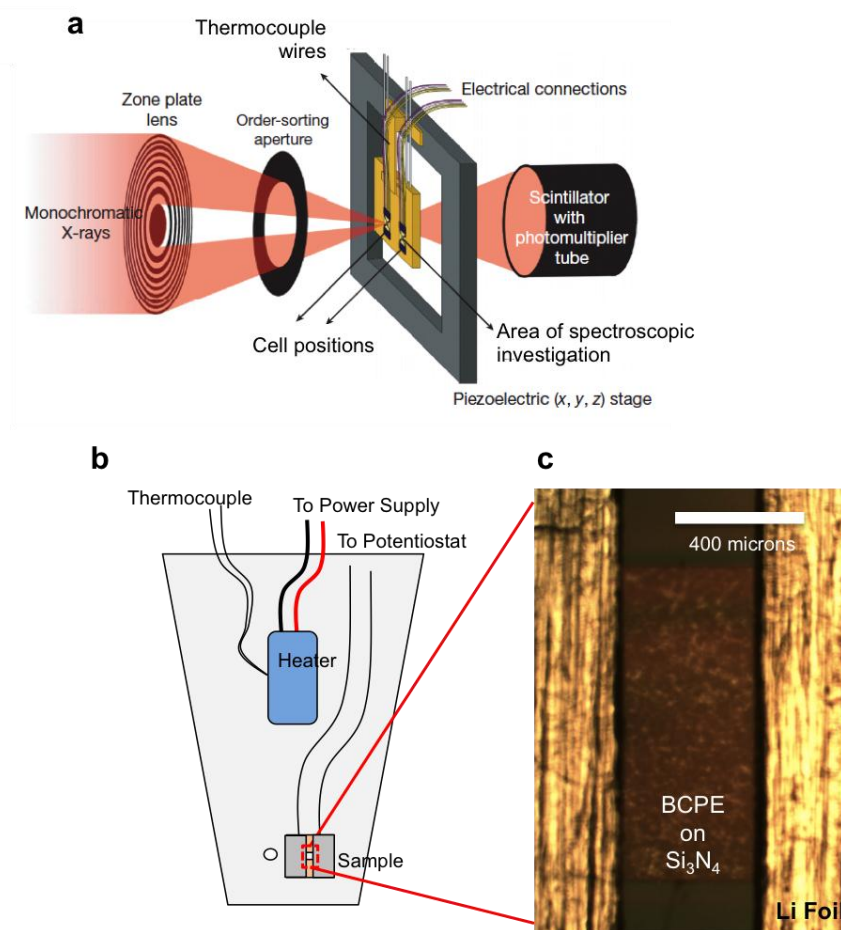 a
Thermocouple
wires
Electrical connections
Zone plate
lens
Order-sorting
aperture
Monochromatic
X-rays
Scintillator
with
photomultiplier
tube
Cell positions
Area of spectroscopic
investigation
Piezoelectric (x, y, z) stage
b
Thermocouple
To Power Supply
To Potentiostat
Heater
Sample
c
400 microns
BCPE
on
Si₃N₄
Li Foil